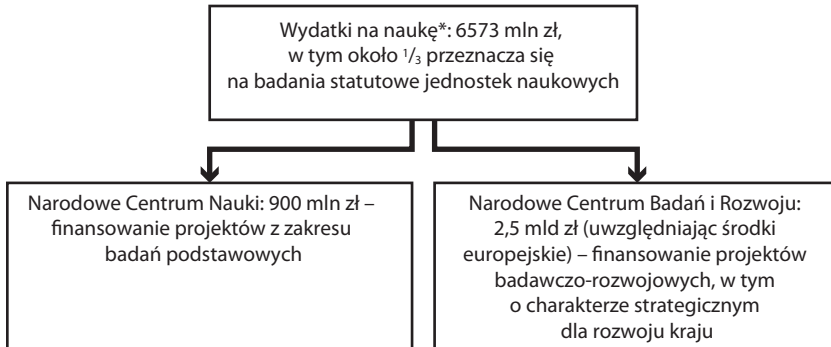 Wydatki na naukę*: 6573 mln zł,
w tym około 1/3 przeznacza się
na badania statutowe jednostek naukowych
Narodowe Centrum Nauki: 900 mln zł –
finansowanie projektów z zakresu
badań podstawowych
Narodowe Centrum Badań i Rozwoju:
2,5 mld zł (uwzględniając środki
europejskie) – finansowanie projektów
badawczo-rozwojowych, w tym
o charakterze strategicznym
dla rozwoju kraju